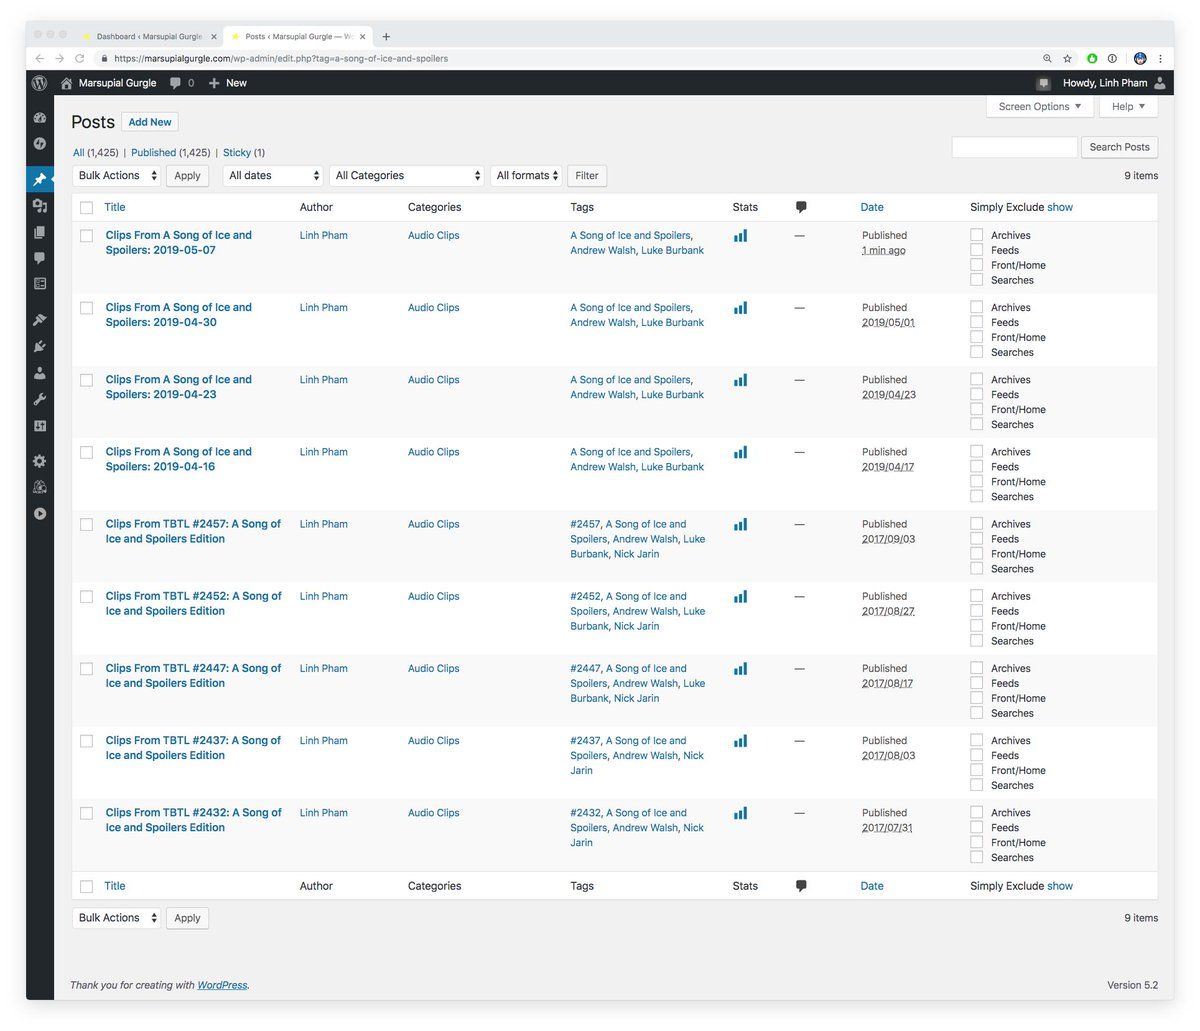 Dashboard ‹ Marsupial Gurgle
Posts ‹ Marsupial Gurgle — W
https://marsupialgurgle.com/wp-admin/edit.php?tag=a-song-of-ice-and-spoilers
Marsupial Gurgle 0 + New Howdy, Linh Pham
Screen Options Help
Posts Add New
All (1,425) | Published (1,425) | Sticky (1)
Search Posts
Bulk Actions Apply All dates All Categories All formats Filter 9 items
Title Author Categories Tags Stats Date Simply Exclude show
Clips From A Song of Ice and Linh Pham Audio Clips A Song of Ice and Spoilers, — Published Archives
Spoilers: 2019-05-07 Andrew Walsh, Luke Burbank 1 min ago Feeds
Front/Home
Searches
Clips From A Song of Ice and Linh Pham Audio Clips A Song of Ice and Spoilers, — Published Archives
Spoilers: 2019-04-30 Andrew Walsh, Luke Burbank 2019/05/01 Feeds
Front/Home
Searches
Clips From A Song of Ice and Linh Pham Audio Clips A Song of Ice and Spoilers, — Published Archives
Spoilers: 2019-04-23 Andrew Walsh, Luke Burbank 2019/04/23 Feeds
Front/Home
Searches
Clips From A Song of Ice and Linh Pham Audio Clips A Song of Ice and Spoilers, — Published Archives
Spoilers: 2019-04-16 Andrew Walsh, Luke Burbank 2019/04/17 Feeds
Front/Home
Searches
Clips From TBTL #2457: A Song of Linh Pham Audio Clips #2457, A Song of Ice and — Published Archives
Ice and Spoilers Edition Spoilers, Andrew Walsh, Luke 2017/09/03 Feeds
Burbank, Nick Jarin Front/Home
Searches
Clips From TBTL #2452: A Song of Linh Pham Audio Clips #2452, A Song of Ice and — Published Archives
Ice and Spoilers Edition Spoilers, Andrew Walsh, Luke 2017/08/27 Feeds
Burbank, Nick Jarin Front/Home
Searches
Clips From TBTL #2447: A Song of Linh Pham Audio Clips #2447, A Song of Ice and — Published Archives
Ice and Spoilers Edition Spoilers, Andrew Walsh, Luke 2017/08/17 Feeds
Burbank, Nick Jarin Front/Home
Searches
Clips From TBTL #2437: A Song of Linh Pham Audio Clips #2437, A Song of Ice and — Published Archives
Ice and Spoilers Edition Spoilers, Andrew Walsh, Nick 2017/08/03 Feeds
Jarin Front/Home
Searches
Clips From TBTL #2432: A Song of Linh Pham Audio Clips #2432, A Song of Ice and — Published Archives
Ice and Spoilers Edition Spoilers, Andrew Walsh, Nick 2017/07/31 Feeds
Jarin Front/Home
Searches
Title Author Categories Tags Stats Date Simply Exclude show
Bulk Actions Apply 9 items
Thank you for creating with WordPress. Version 5.2